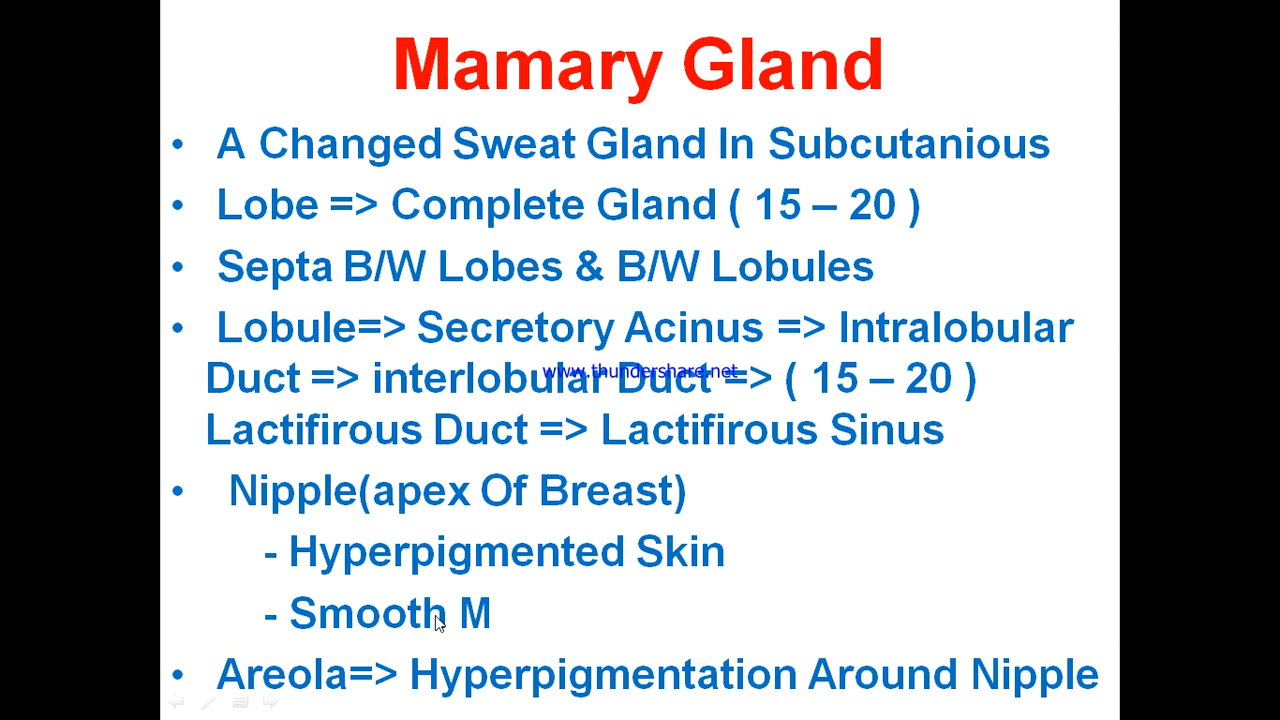 Mamary Gland
• A Changed Sweat Gland In Subcutanious
• Lobe => Complete Gland ( 15 – 20 )
• Septa B/W Lobes & B/W Lobules
• Lobule=> Secretory Acinus => Intralobular
Duct => interlobular Duct => ( 15 – 20 )
www.thundershare.net
Lactifirous Duct => Lactifirous Sinus
• Nipple(apex Of Breast)
- Hyperpigmented Skin
- Smooth M
• Areola=> Hyperpigmentation Around Nipple